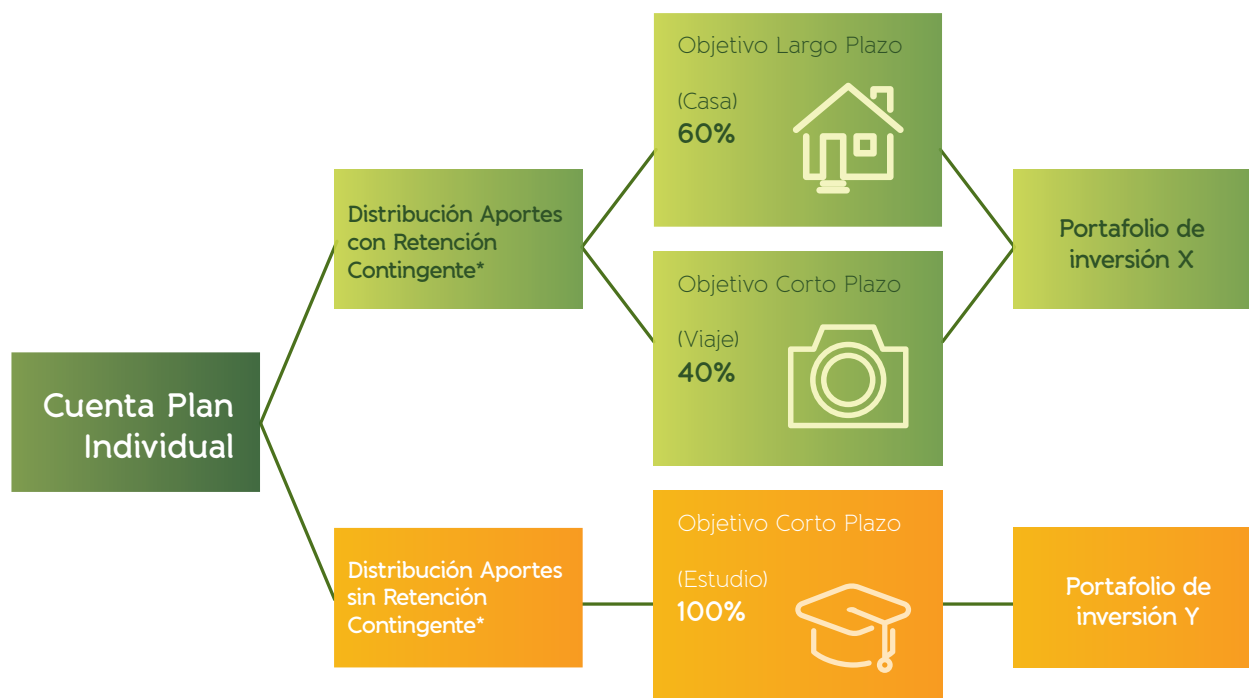 Cuenta Plan
Individual
Distribución Aportes
con Retención
Contingente*
Objetivo Largo Plazo
(Casa)
60%
Objetivo Corto Plazo
(Viaje)
40%
Portafolio de
inversión X
Distribución Aportes
sin Retención
Contingente*
Objetivo Corto Plazo
(Estudio)
100%
Portafolio de
inversión Y